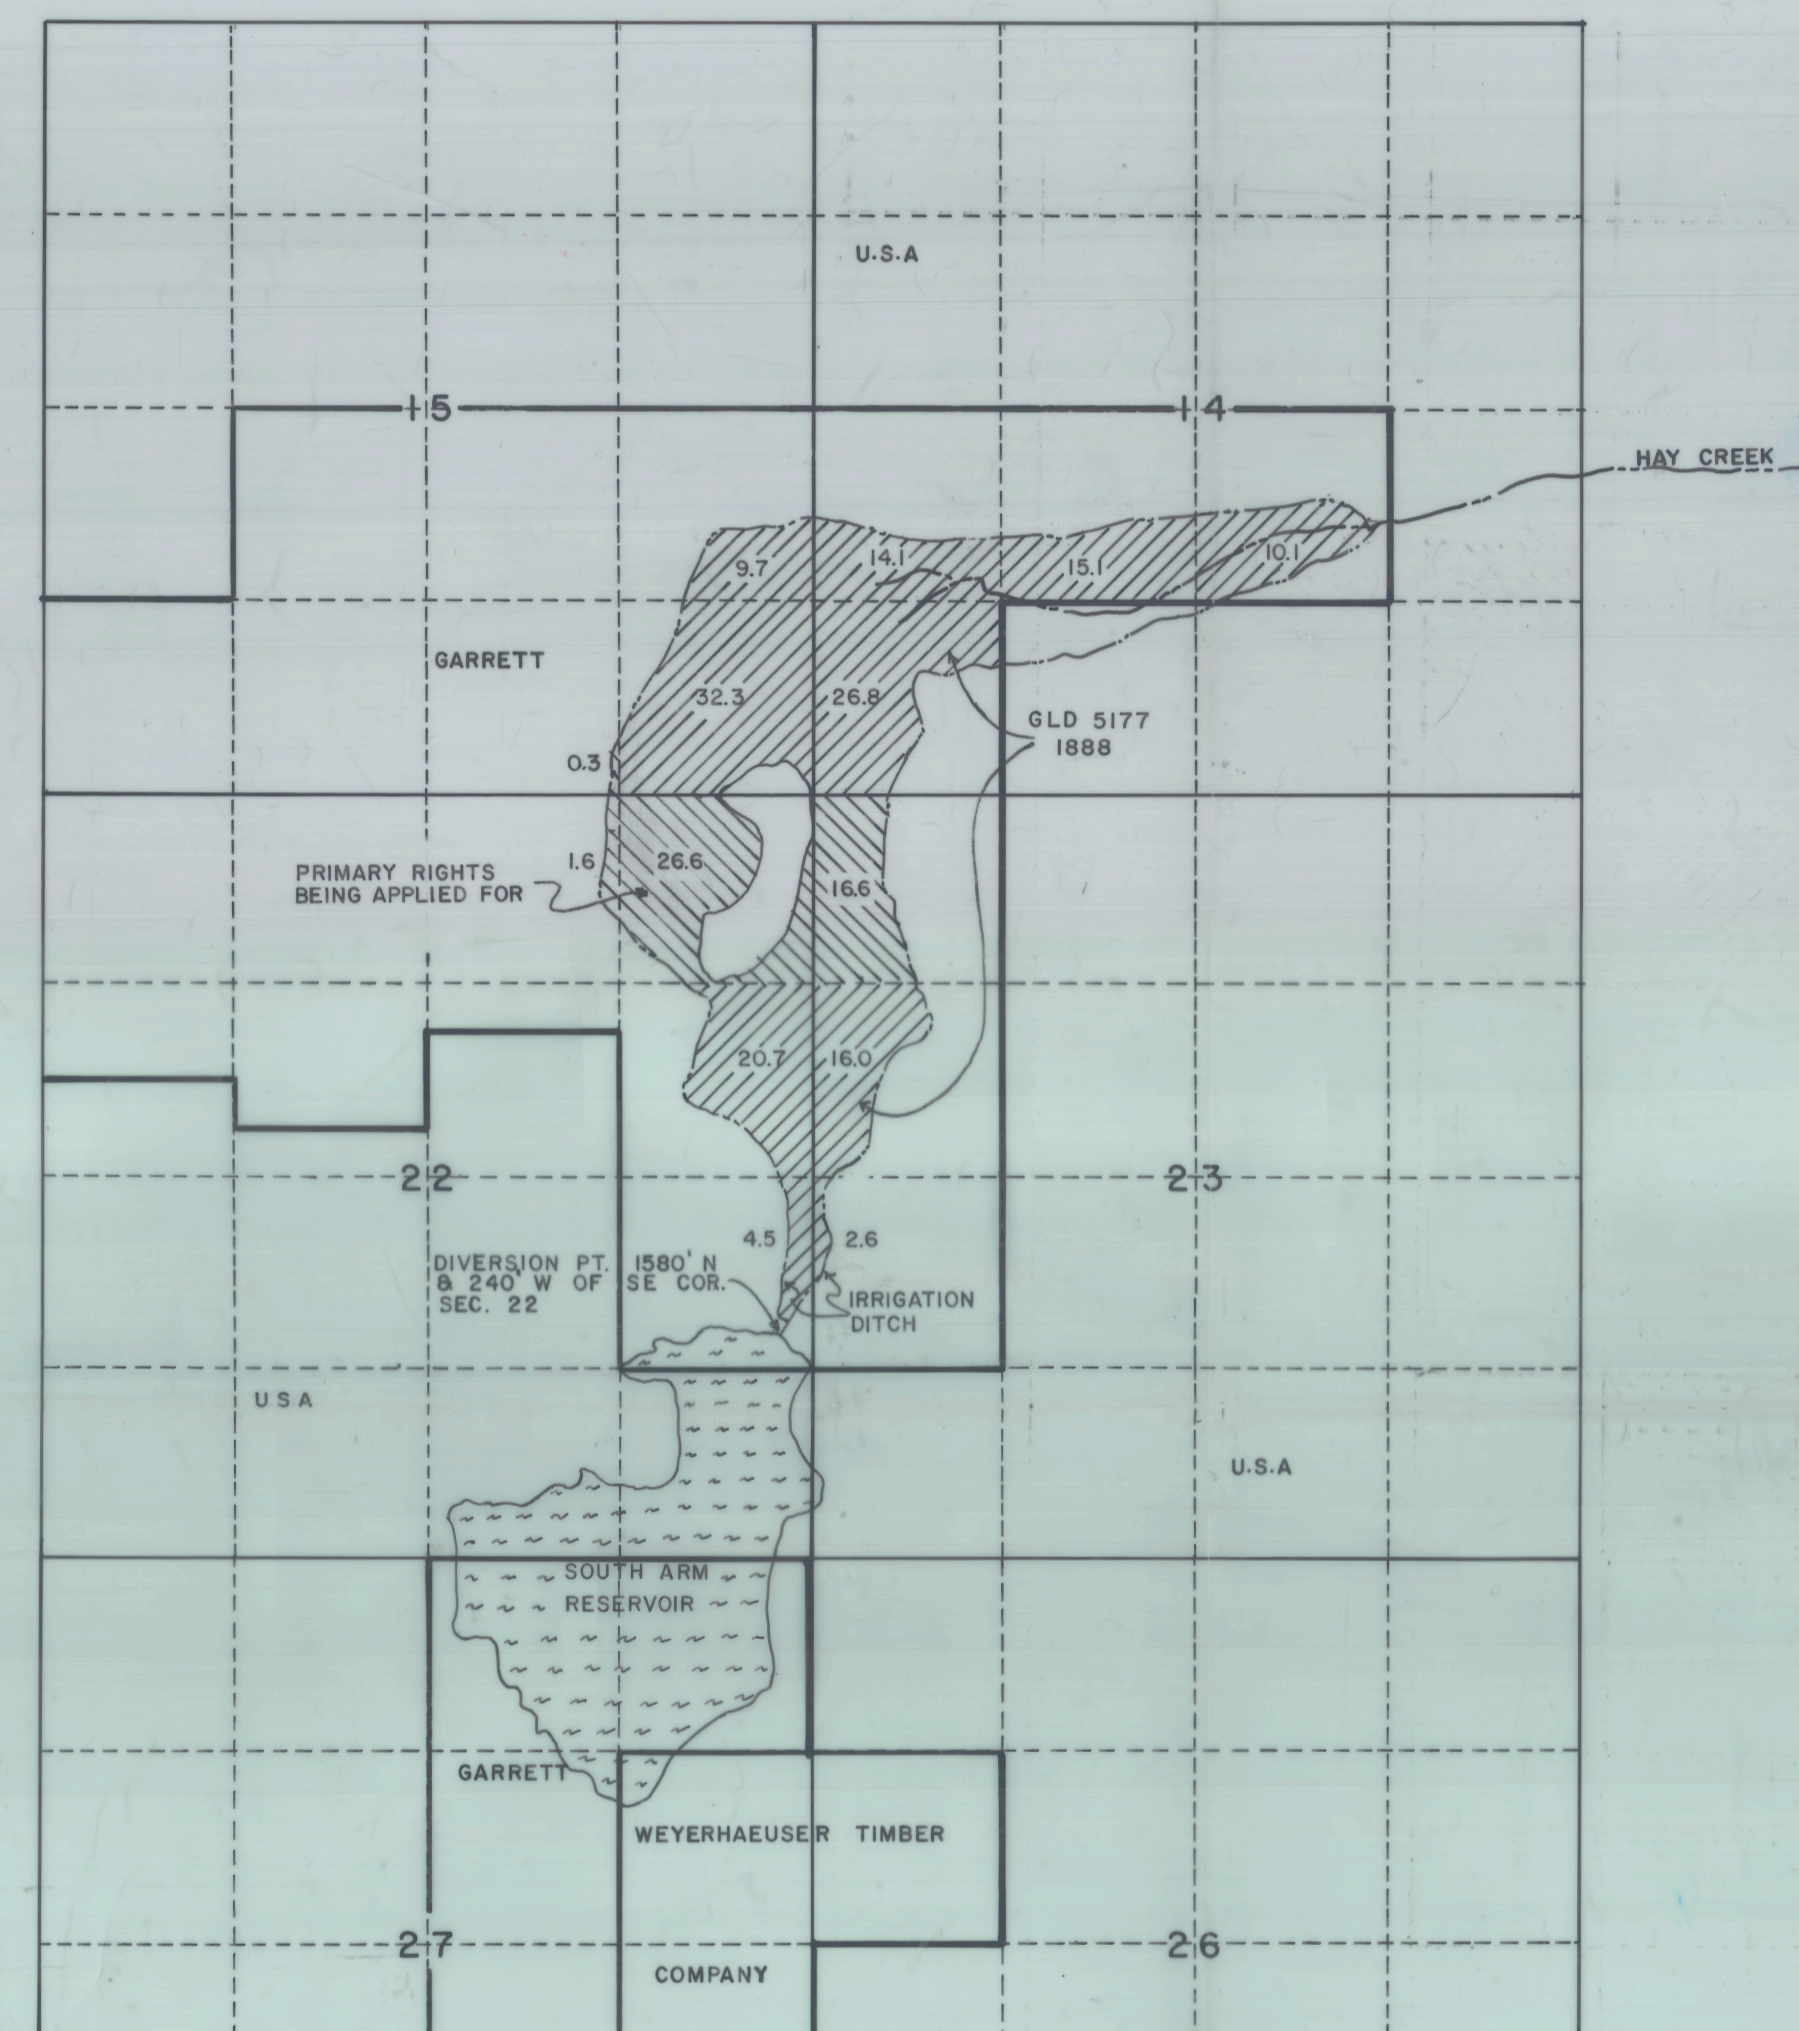 U.S.A
15
14
HAY CREEK
9.7
14.1
15.1
10.1
GARRETT
32.3
26.8
GLD 5177
1888
0.3
PRIMARY RIGHTS
BEING APPLIED FOR
1.6
26.6
16.6
20.7
16.0
22
23
4.5
2.6
DIVERSION PT. 1580' N
& 240' W OF SE COR.
SEC. 22
IRRIGATION
DITCH
U S A
U.S.A
SOUTH ARM
RESERVOIR
GARRETT
WEYERHAEUSER TIMBER
27
26
COMPANY